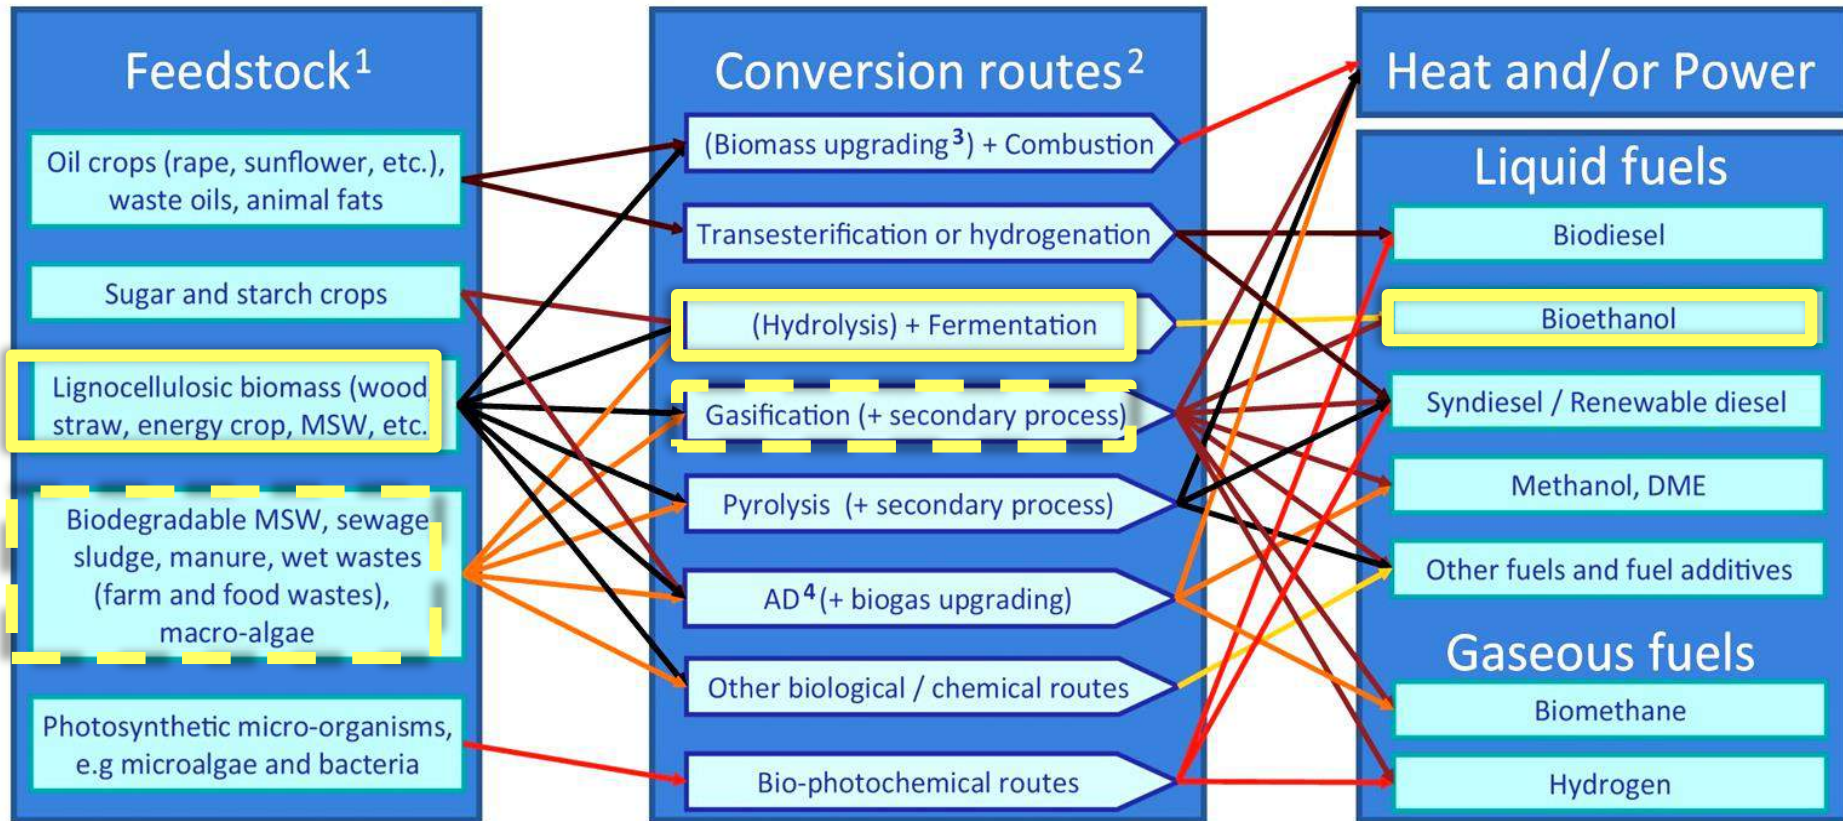 Feedstock¹
Oil crops (rape, sunflower, etc.),
waste oils, animal fats
Sugar and starch crops
Lignocellulosic biomass (wood
straw, energy crop, MSW, etc.
Biodegradable MSW, sewage
sludge, manure, wet wastes
(farm and food wastes),
macro-algae
Photosynthetic micro-organisms,
e.g microalgae and bacteria
Conversion routes²
(Biomass upgrading³) + Combustion
Transesterification or hydrogenation
(Hydrolysis) + Fermentation
Gasification (+ secondary process)
Pyrolysis (+ secondary process)
AD⁴ (+ biogas upgrading)
Other biological / chemical routes
Bio-photochemical routes
Heat and/or Power
Liquid fuels
Biodiesel
Bioethanol
Syndiesel / Renewable diesel
Methanol, DME
Other fuels and fuel additives
Gaseous fuels
Biomethane
Hydrogen